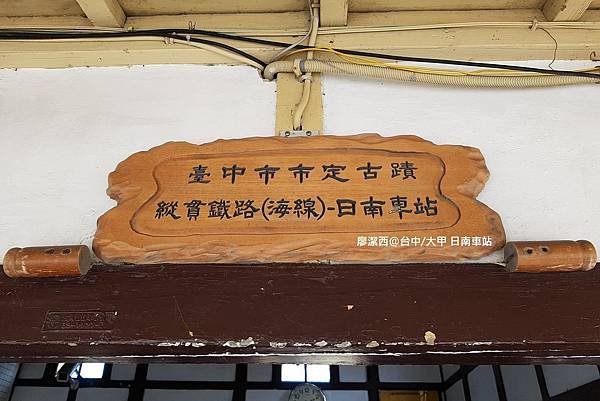 臺中市市定古蹟
縱貫鐵路(海線)-日南車站
廖潔西@台中/大甲 日南車站